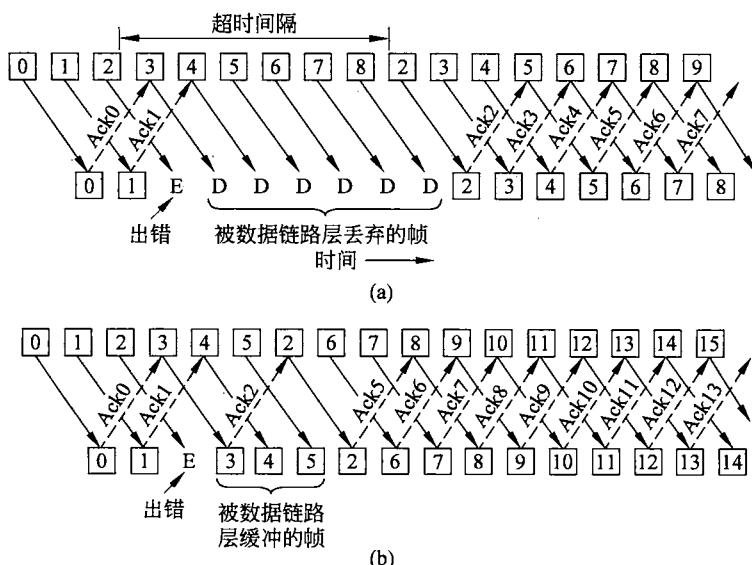 超时间隔
0 1 2 3 4 5 6 7 8 2 3 4 5 6 7 8 9
Ack0 Ack1 Ack2 Ack3 Ack4 Ack5 Ack6 Ack7
0 1 E D D D D D D 2 3 4 5 6 7 8
出错 被数据链路层丢弃的帧
时间
(a)
0 1 2 3 4 5 2 6 7 8 9 10 11 12 13 14 15
Ack0 Ack1 Ack2 Ack5 Ack6 Ack7 Ack8 Ack9 Ack10 Ack11 Ack12 Ack13
0 1 E 3 4 5 2 6 7 8 9 10 11 12 13 14
出错 被数据链路
层缓冲的帧
(b)